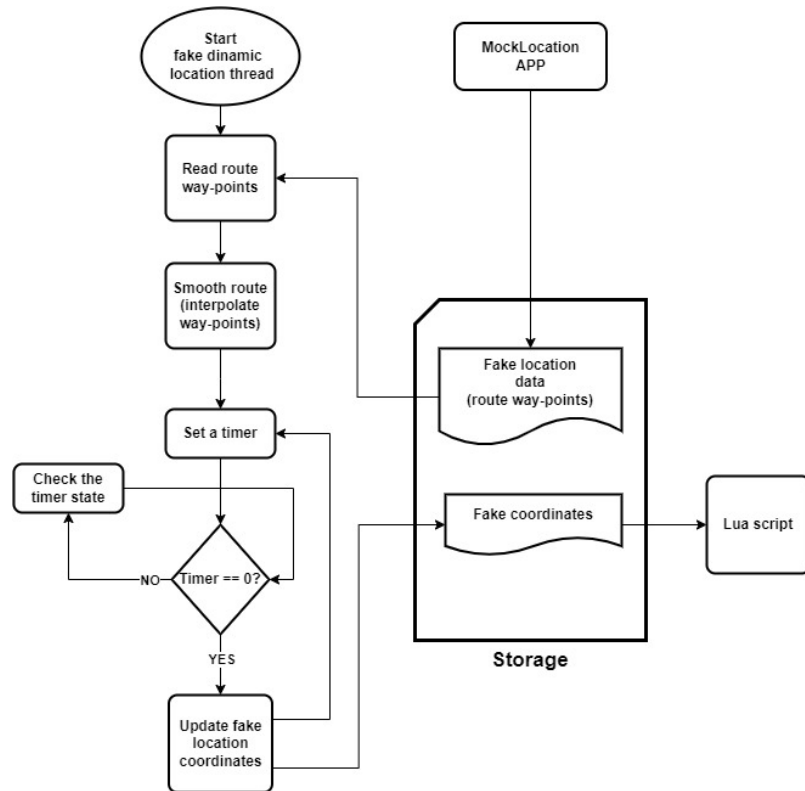 Start
fake dinamic
location thread
MockLocation
APP
Read route
way-points
Smooth route
(interpolate
way-points)
Fake location
data
(route way-points)
Set a timer
Check the
timer state
Fake coordinates
Lua script
Timer == 0?
NO
YES
Storage
Update fake
location
coordinates